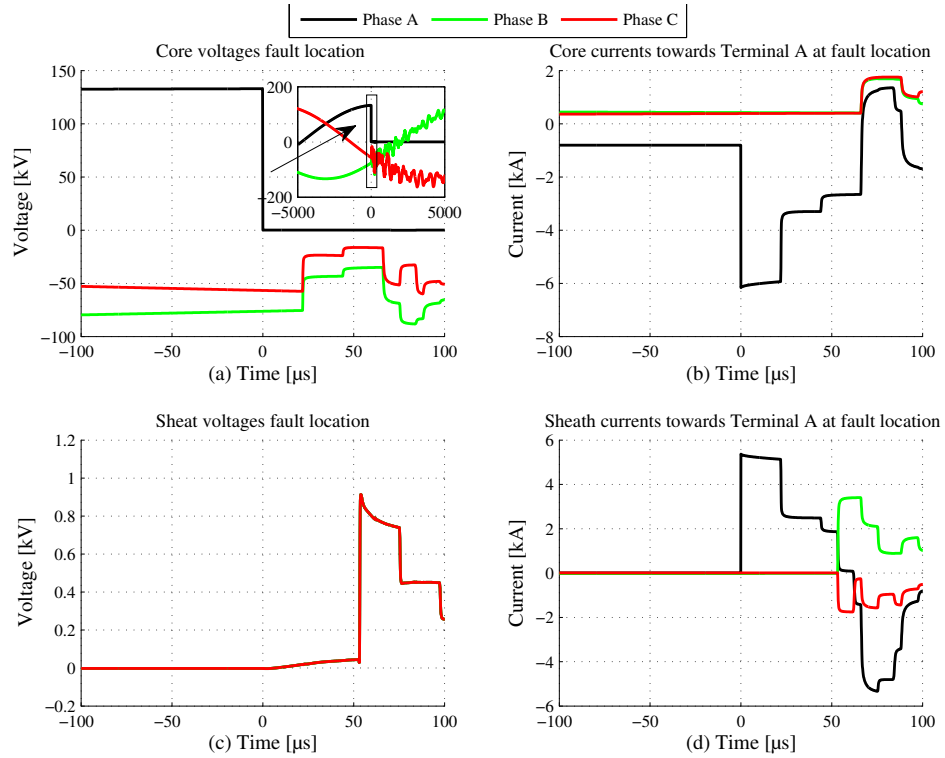 Phase A Phase B Phase C
Core voltages fault location
150
100
50
0
−50
−100
Voltage [kV]
−100 −50 0 50 100
(a) Time [µs]
200
0
−200
−5000 0 5000
Core currents towards Terminal A at fault location
2
0
−2
−4
−6
−8
Current [kA]
−100 −50 0 50 100
(b) Time [µs]
Sheat voltages fault location
1.2
1
0.8
0.6
0.4
0.2
0
−0.2
Voltage [kV]
−100 −50 0 50 100
(c) Time [µs]
Sheath currents towards Terminal A at fault location
6
4
2
0
−2
−4
−6
Current [kA]
−100 −50 0 50 100
(d) Time [µs]